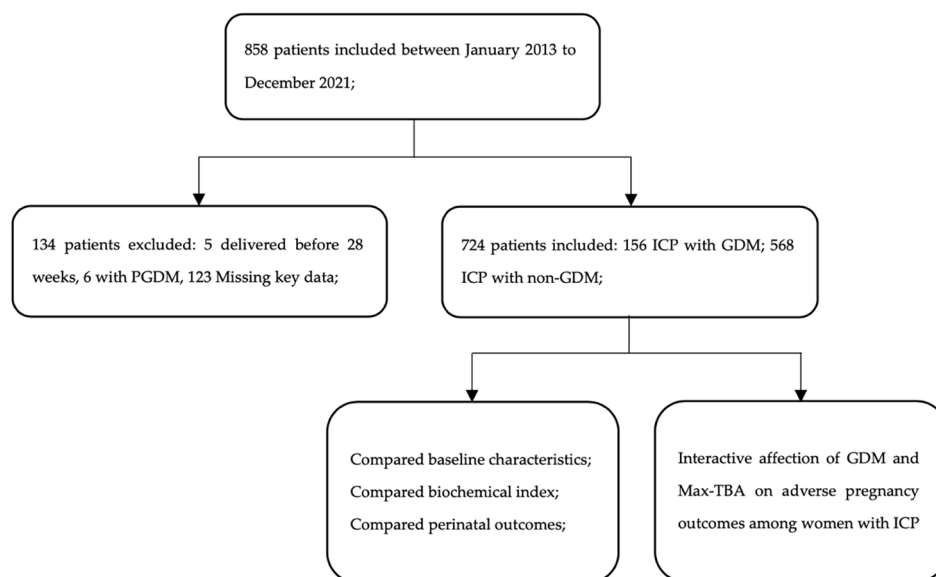 858 patients included between January 2013 to
December 2021;
134 patients excluded: 5 delivered before 28
weeks, 6 with PGDM, 123 Missing key data;
724 patients included: 156 ICP with GDM; 568
ICP with non-GDM;
Compared baseline characteristics;
Compared biochemical index;
Compared perinatal outcomes;
Interactive affection of GDM and
Max-TBA on adverse pregnancy
outcomes among women with ICP